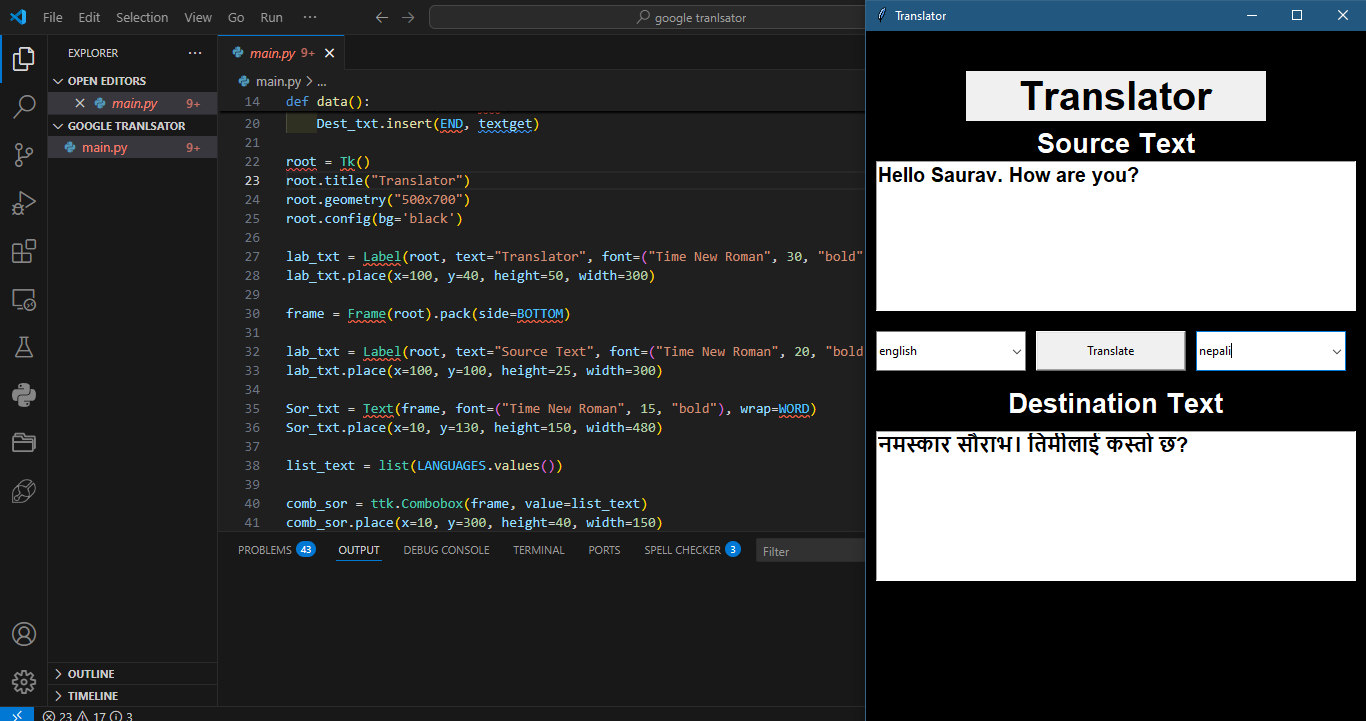 File Edit Selection View Go Run ···
google tranlsator
EXPLORER ···
OPEN EDITORS
main.py 9+
GOOGLE TRANLSATOR
main.py 9+
OUTLINE
TIMELINE
23 17 3
main.py 9+
main.py > ...
14 def data():
20 Dest_txt.insert(END, textget)
21
22 root = Tk()
23 root.title("Translator")
24 root.geometry("500x700")
25 root.config(bg='black')
26
27 lab_txt = Label(root, text="Translator", font=("Time New Roman", 30, "bold"
28 lab_txt.place(x=100, y=40, height=50, width=300)
29
30 frame = Frame(root).pack(side=BOTTOM)
31
32 lab_txt = Label(root, text="Source Text", font=("Time New Roman", 20, "bold
33 lab_txt.place(x=100, y=100, height=25, width=300)
34
35 Sor_txt = Text(frame, font=("Time New Roman", 15, "bold"), wrap=WORD)
36 Sor_txt.place(x=10, y=130, height=150, width=480)
37
38 list_text = list(LANGUAGES.values())
39
40 comb_sor = ttk.Combobox(frame, value=list_text)
41 comb_sor.place(x=10, y=300, height=40, width=150)
PROBLEMS 43 OUTPUT DEBUG CONSOLE TERMINAL PORTS SPELL CHECKER 3 Filter
Translator
Translator
Source Text
Hello Saurav. How are you?
english Translate nepali
Destination Text
नमस्कार सौराभ। तिमीलाई कस्तो छ?